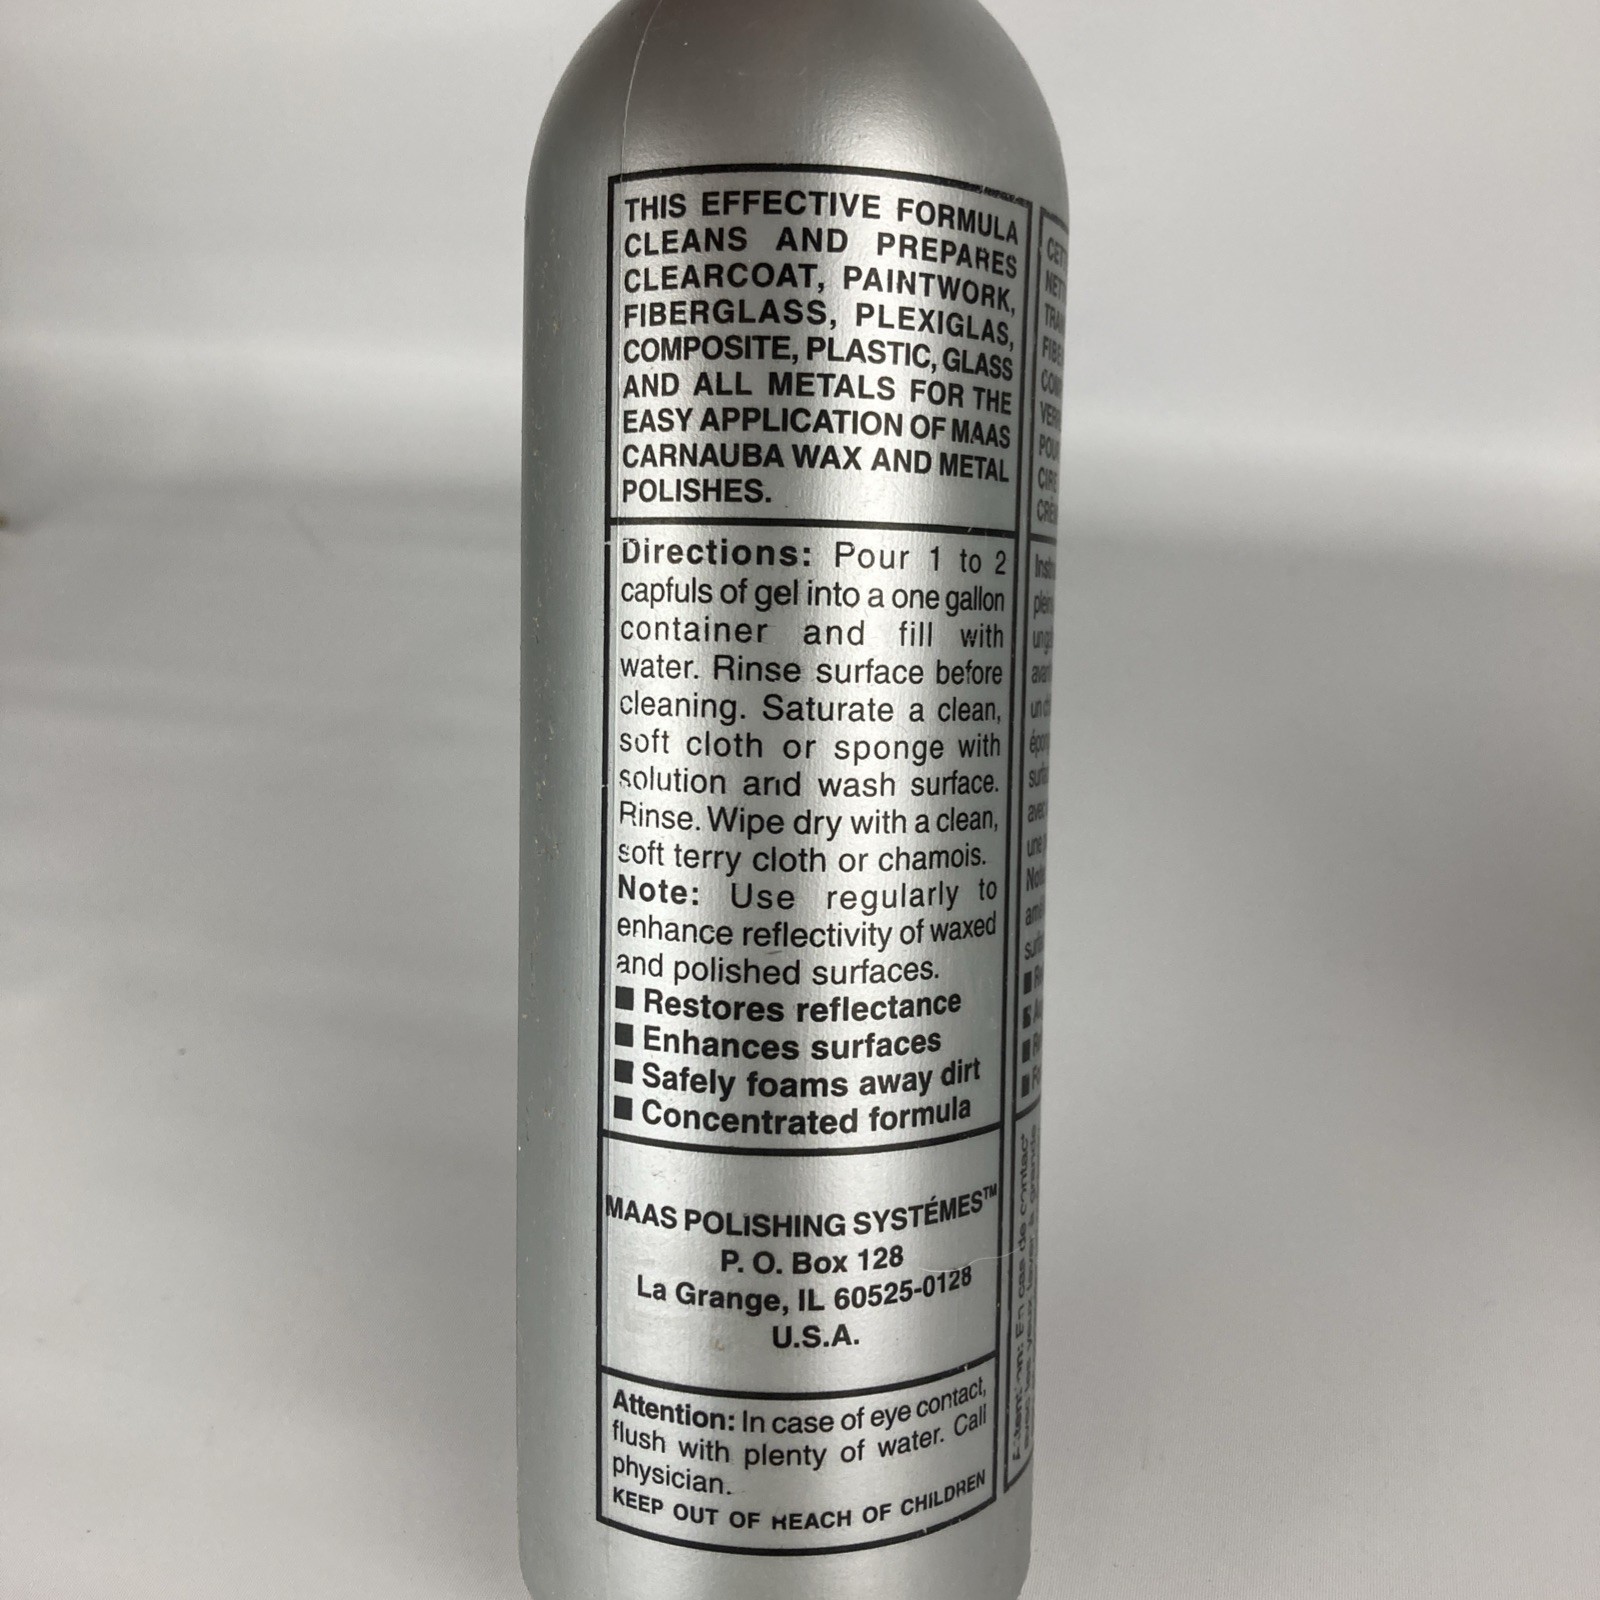 THIS EFFECTIVE FORMULA
CLEANS AND PREPARES
CLEARCOAT, PAINTWORK,
FIBERGLASS, PLEXIGLAS,
COMPOSITE, PLASTIC, GLASS
AND ALL METALS FOR THE
EASY APPLICATION OF MAAS
CARNAUBA WAX AND METAL
POLISHES.
Directions: Pour 1 to 2
capfuls of gel into a one gallon
container and fill with
water. Rinse surface before
cleaning. Saturate a clean,
soft cloth or sponge with
solution and wash surface.
Rinse. Wipe dry with a clean,
soft terry cloth or chamois.
Note: Use regularly to
enhance reflectivity of waxed
and polished surfaces.
■ Restores reflectance
■ Enhances surfaces
■ Safely foams away dirt
■ Concentrated formula
MAAS POLISHING SYSTÉMES™
P. O. Box 128
La Grange, IL 60525-0128
U.S.A.
Attention: In case of eye contact,
flush with plenty of water. Call
physician.
KEEP OUT OF REACH OF CHILDREN